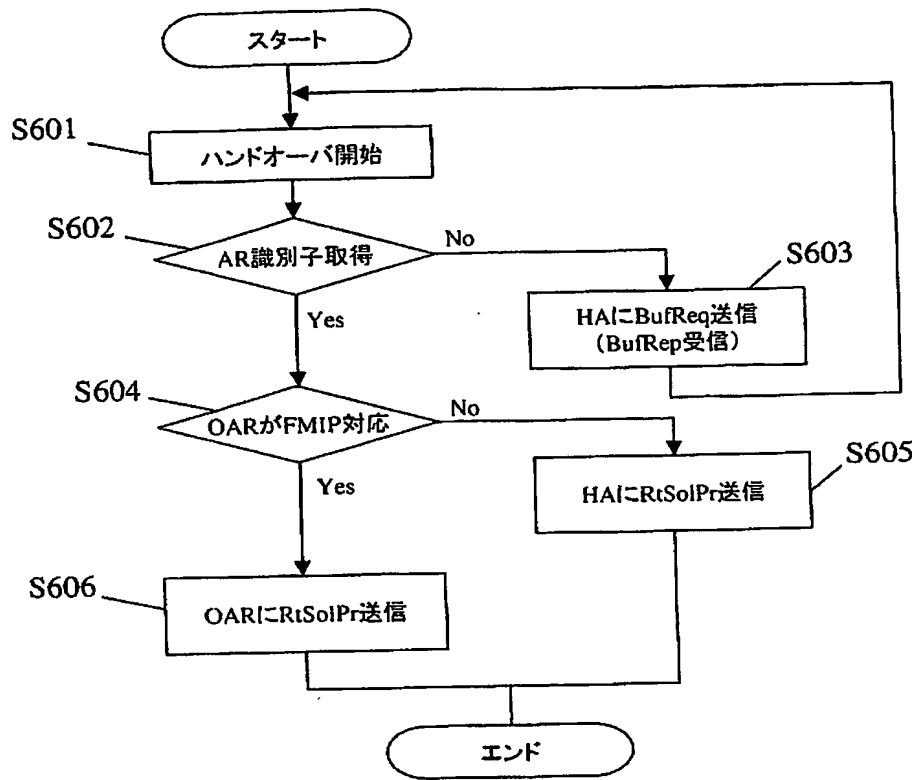 スタート
S601
ハンドオーバ開始
S602
AR識別子取得
No
S603
HAにBufReq送信
(BufRep受信)
Yes
S604
OARがFMIP対応
No
S605
HAにRtSolPr送信
Yes
S606
OARにRtSolPr送信
エンド